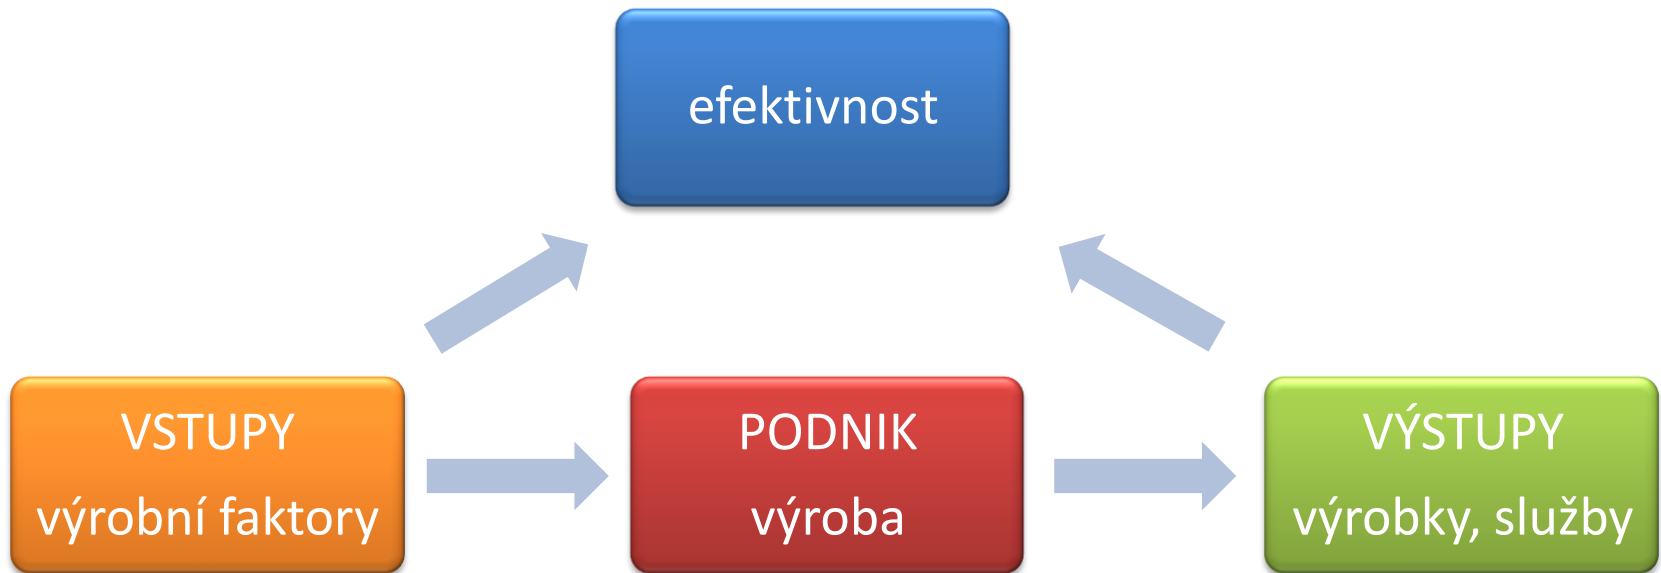 efektivnost
VSTUPY
výrobní faktory
PODNIK
výroba
VÝSTUPY
výrobky, služby